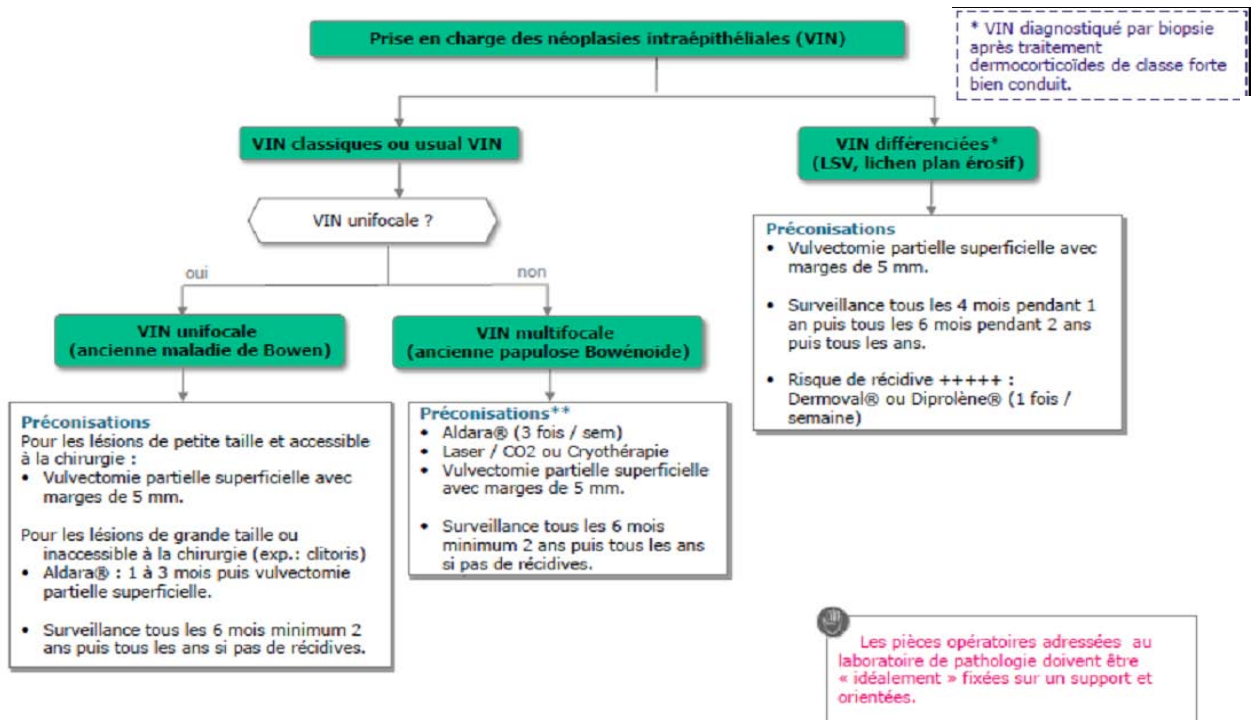 Prise en charge des néoplasies intraépithéliales (VIN)
* VIN diagnostiqué par biopsie
après traitement
dermocorticoïdes de classe forte
bien conduit.
VIN classiques ou usual VIN
VIN différenciées*
(LSV, lichen plan érosif)
VIN unifocale ?
oui
non
VIN unifocale
(ancienne maladie de Bowen)
VIN multifocale
(ancienne papulose Bowénoide)
Préconisations
• Vulvectomie partielle superficielle avec
marges de 5 mm.
• Surveillance tous les 4 mois pendant 1
an puis tous les 6 mois pendant 2 ans
puis tous les ans.
• Risque de récidive +++++ :
Dermoval® ou Diprolène® (1 fois /
semaine)
Préconisations
Pour les lésions de petite taille et accessible
à la chirurgie :
• Vulvectomie partielle superficielle avec
marges de 5 mm.
Pour les lésions de grande taille ou
inaccessible à la chirurgie (exp.: clitoris)
• Aldara® : 1 à 3 mois puis vulvectomie
partielle superficielle.
• Surveillance tous les 6 mois minimum 2
ans puis tous les ans si pas de récidives.
Préconisations**
• Aldara® (3 fois / sem)
• Laser / CO2 ou Cryothérapie
• Vulvectomie partielle superficielle
avec marges de 5 mm.
• Surveillance tous les 6 mois
minimum 2 ans puis tous les ans
si pas de récidives.
Les pièces opératoires adressées au
laboratoire de pathologie doivent être
« idéalement » fixées sur un support et
orientées.